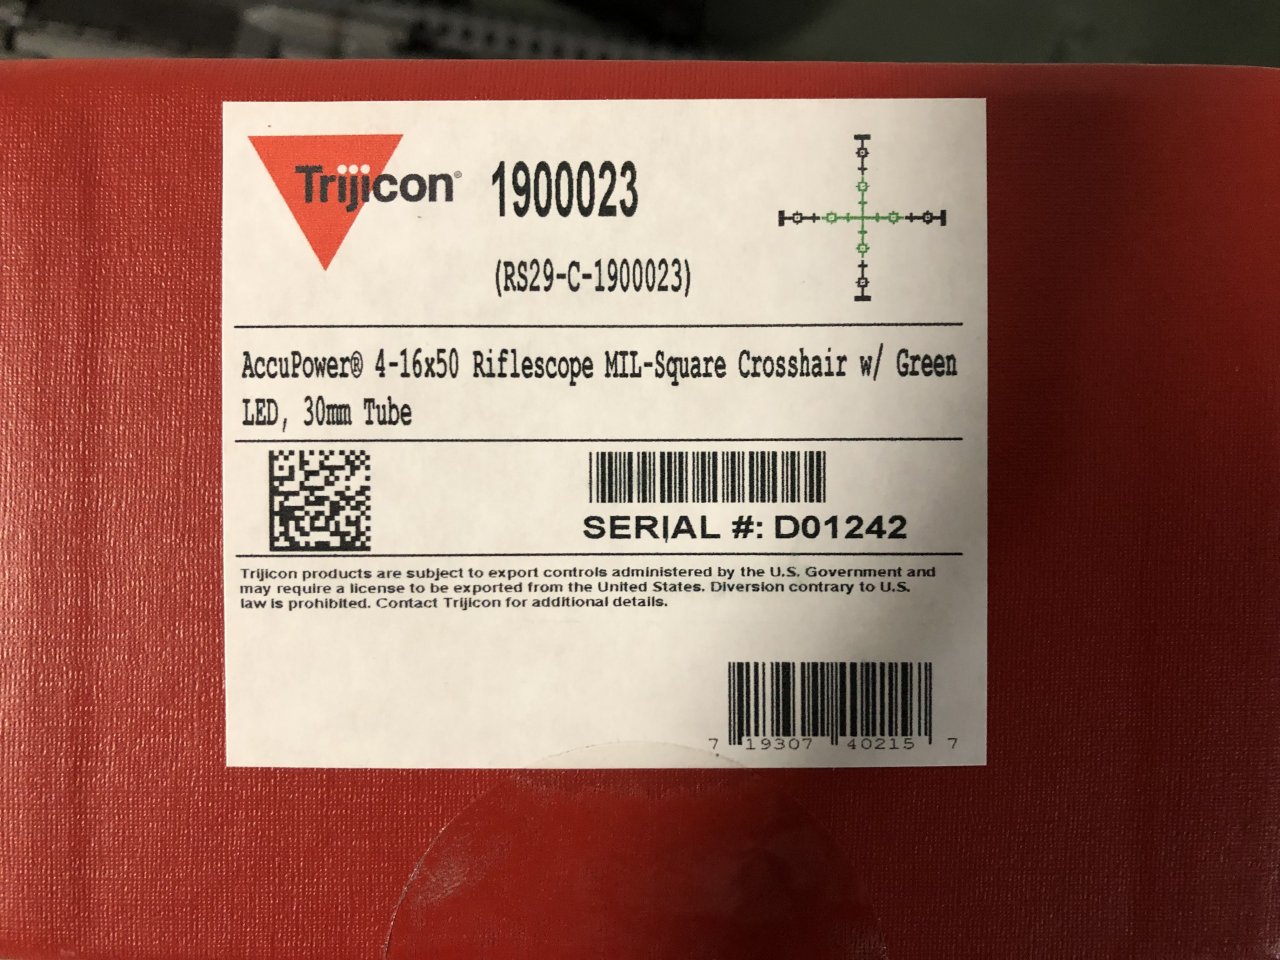 Trijicon®
1900023
(RS29-C-1900023)
AccuPower® 4-16x50 Riflescope MIL-Square Crosshair w/ Green
LED, 30mm Tube
SERIAL #: D01242
Trijicon products are subject to export controls administered by the U.S. Government and
may require a license to be exported from the United States. Diversion contrary to U.S.
law is prohibited. Contact Trijicon for additional details.
7 19307 40215 7